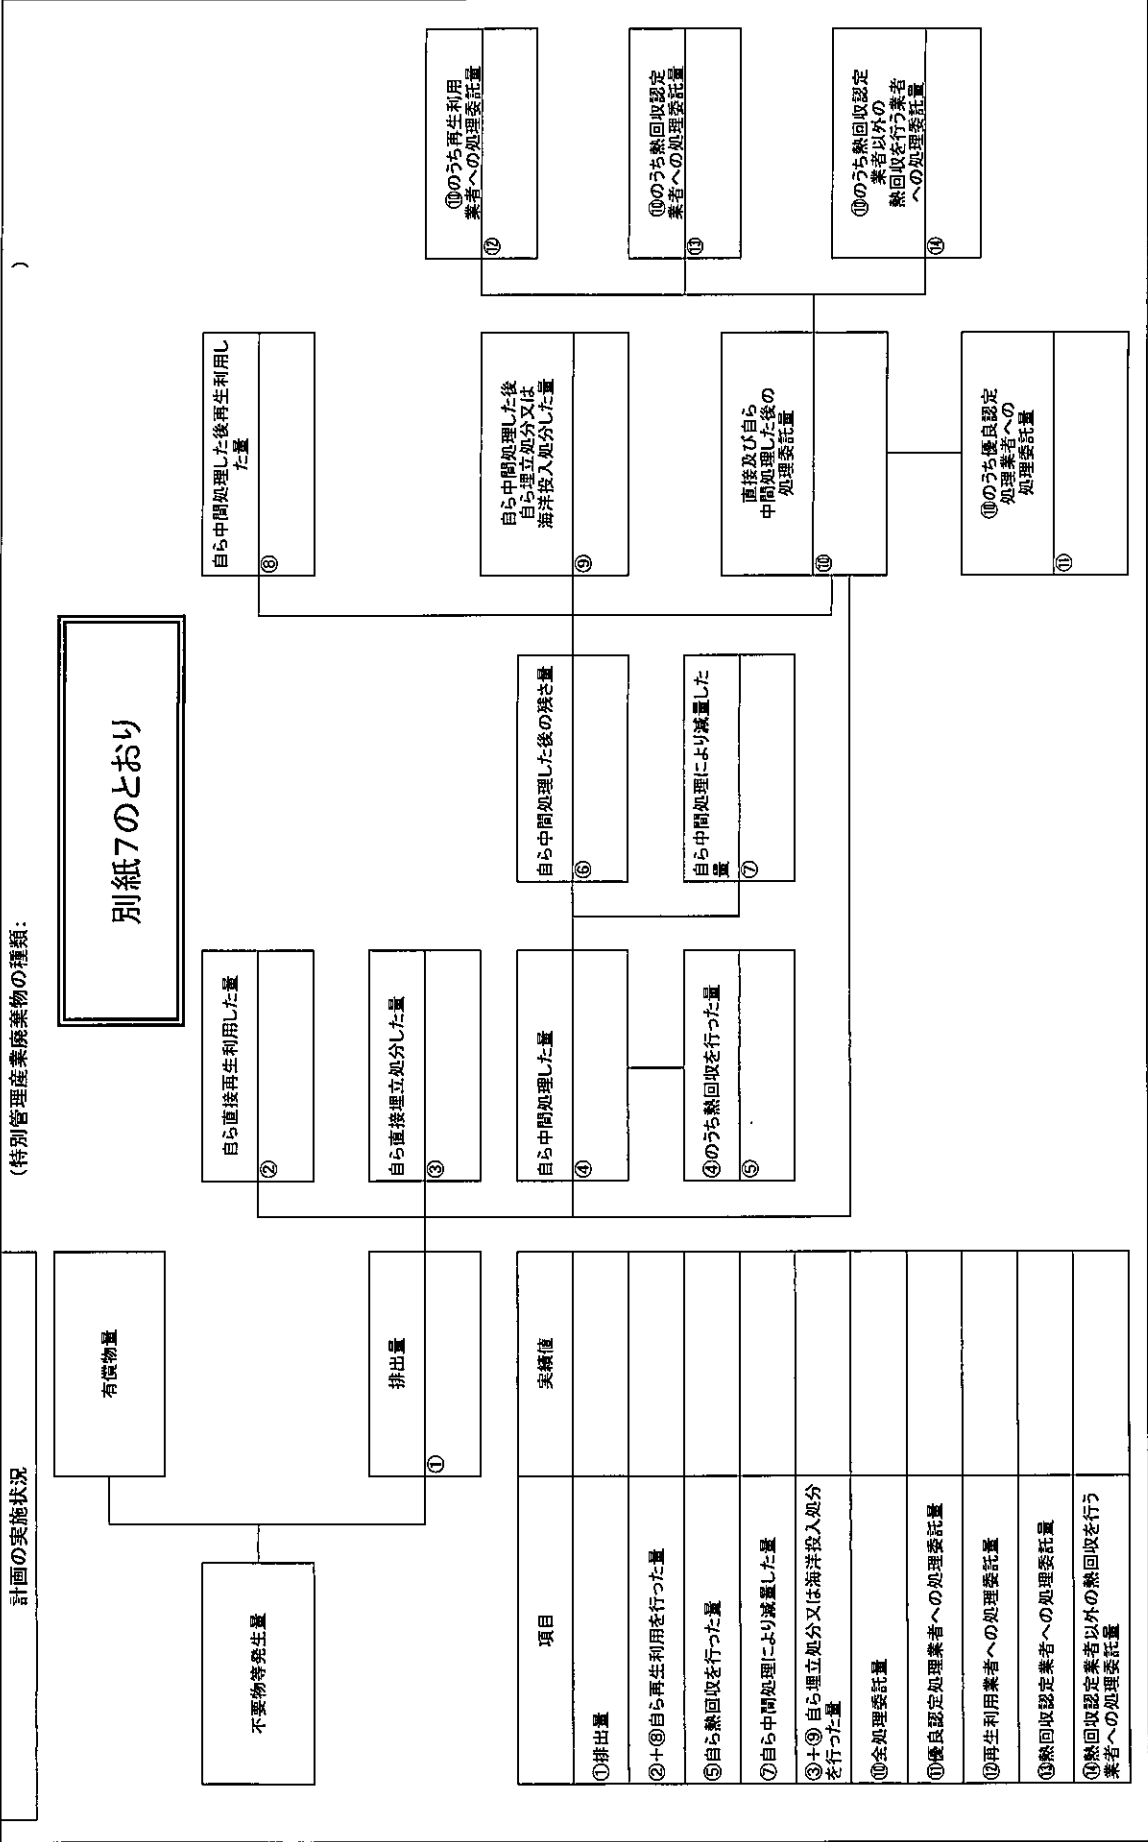 計画の実施状況
(特別管理産業廃棄物の種類:
)
別紙7のとおり
不要物等発生量
有償物量
排出量
①
自ら直接再生利用した量
②
自ら直接埋立処分した量
③
自ら中間処理した量
④
④のうち熱回収を行った量
⑤
自ら中間処理した後の残さ量
⑥
自ら中間処理により減量した
量
⑦
自ら中間処理した後再生利用し
た量
⑧
自ら中間処理した後
自ら埋立処分又は
海洋投入処分した量
⑨
直接及び自ら
中間処理した後の
処理委託量
⑩
⑩のうち優良認定
処理業者への
処理委託量
⑪
⑩のうち再生利用
業者への処理委託量
⑫
⑩のうち熱回収認定
業者への処理委託量
⑬
⑩のうち熱回収認定
業者以外の
熱回収を行う業者
への処理委託量
⑭
項目
実績値
①排出量
②+⑧自ら再生利用を行った量
⑤自ら熱回収を行った量
⑦自ら中間処理により減量した量
③+⑨ 自ら埋立処分又は海洋投入処分
を行った量
⑩全処理委託量
⑪優良認定処理業者への処理委託量
⑫再生利用業者への処理委託量
⑬熱回収認定業者への処理委託量
⑭熱回収認定業者以外の熱回収を行う
業者への処理委託量